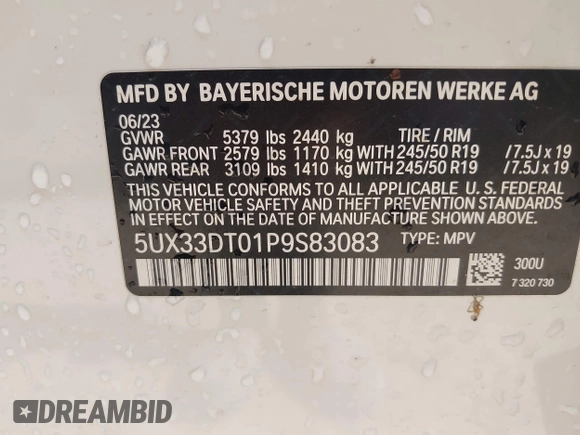 MFD BY BAYERISCHE MOTOREN WERKE AG
06/23
GVWR 5379 lbs 2440 kg TIRE / RIM
GAWR FRONT 2579 lbs 1170 kg WITH 245/50 R19 / 7.5J x 19
GAWR REAR 3109 lbs 1410 kg WITH 245/50 R19 / 7.5J x 19
THIS VEHICLE CONFORMS TO ALL APPLICABLE U. S. FEDERAL
MOTOR VEHICLE SAFETY AND THEFT PREVENTION STANDARDS
IN EFFECT ON THE DATE OF MANUFACTURE SHOWN ABOVE.
5UX33DT01P9S83083 TYPE: MPV
300U
7 320 730
DREAMBID